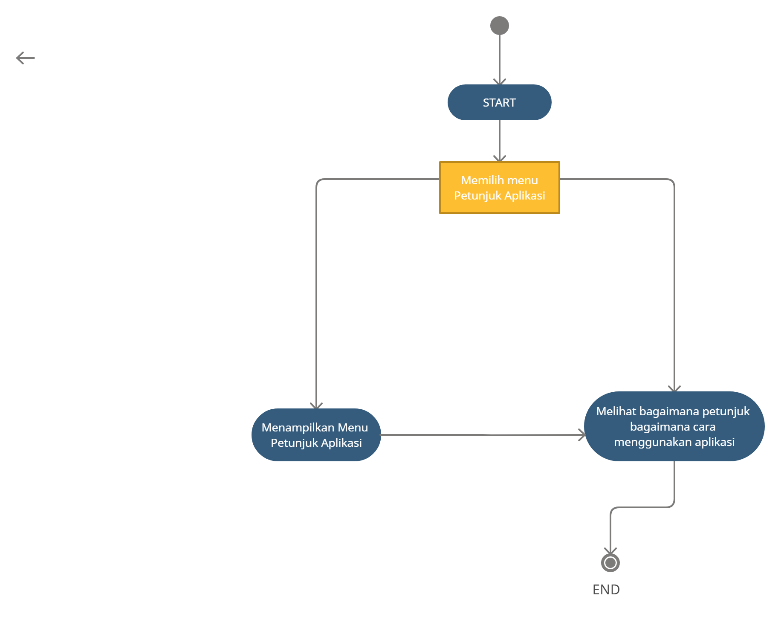 START
Memilih menu
Petunjuk Aplikasi
Menampilkan Menu
Petunjuk Aplikasi
Melihat bagaimana petunjuk
bagaimana cara
menggunakan aplikasi
END